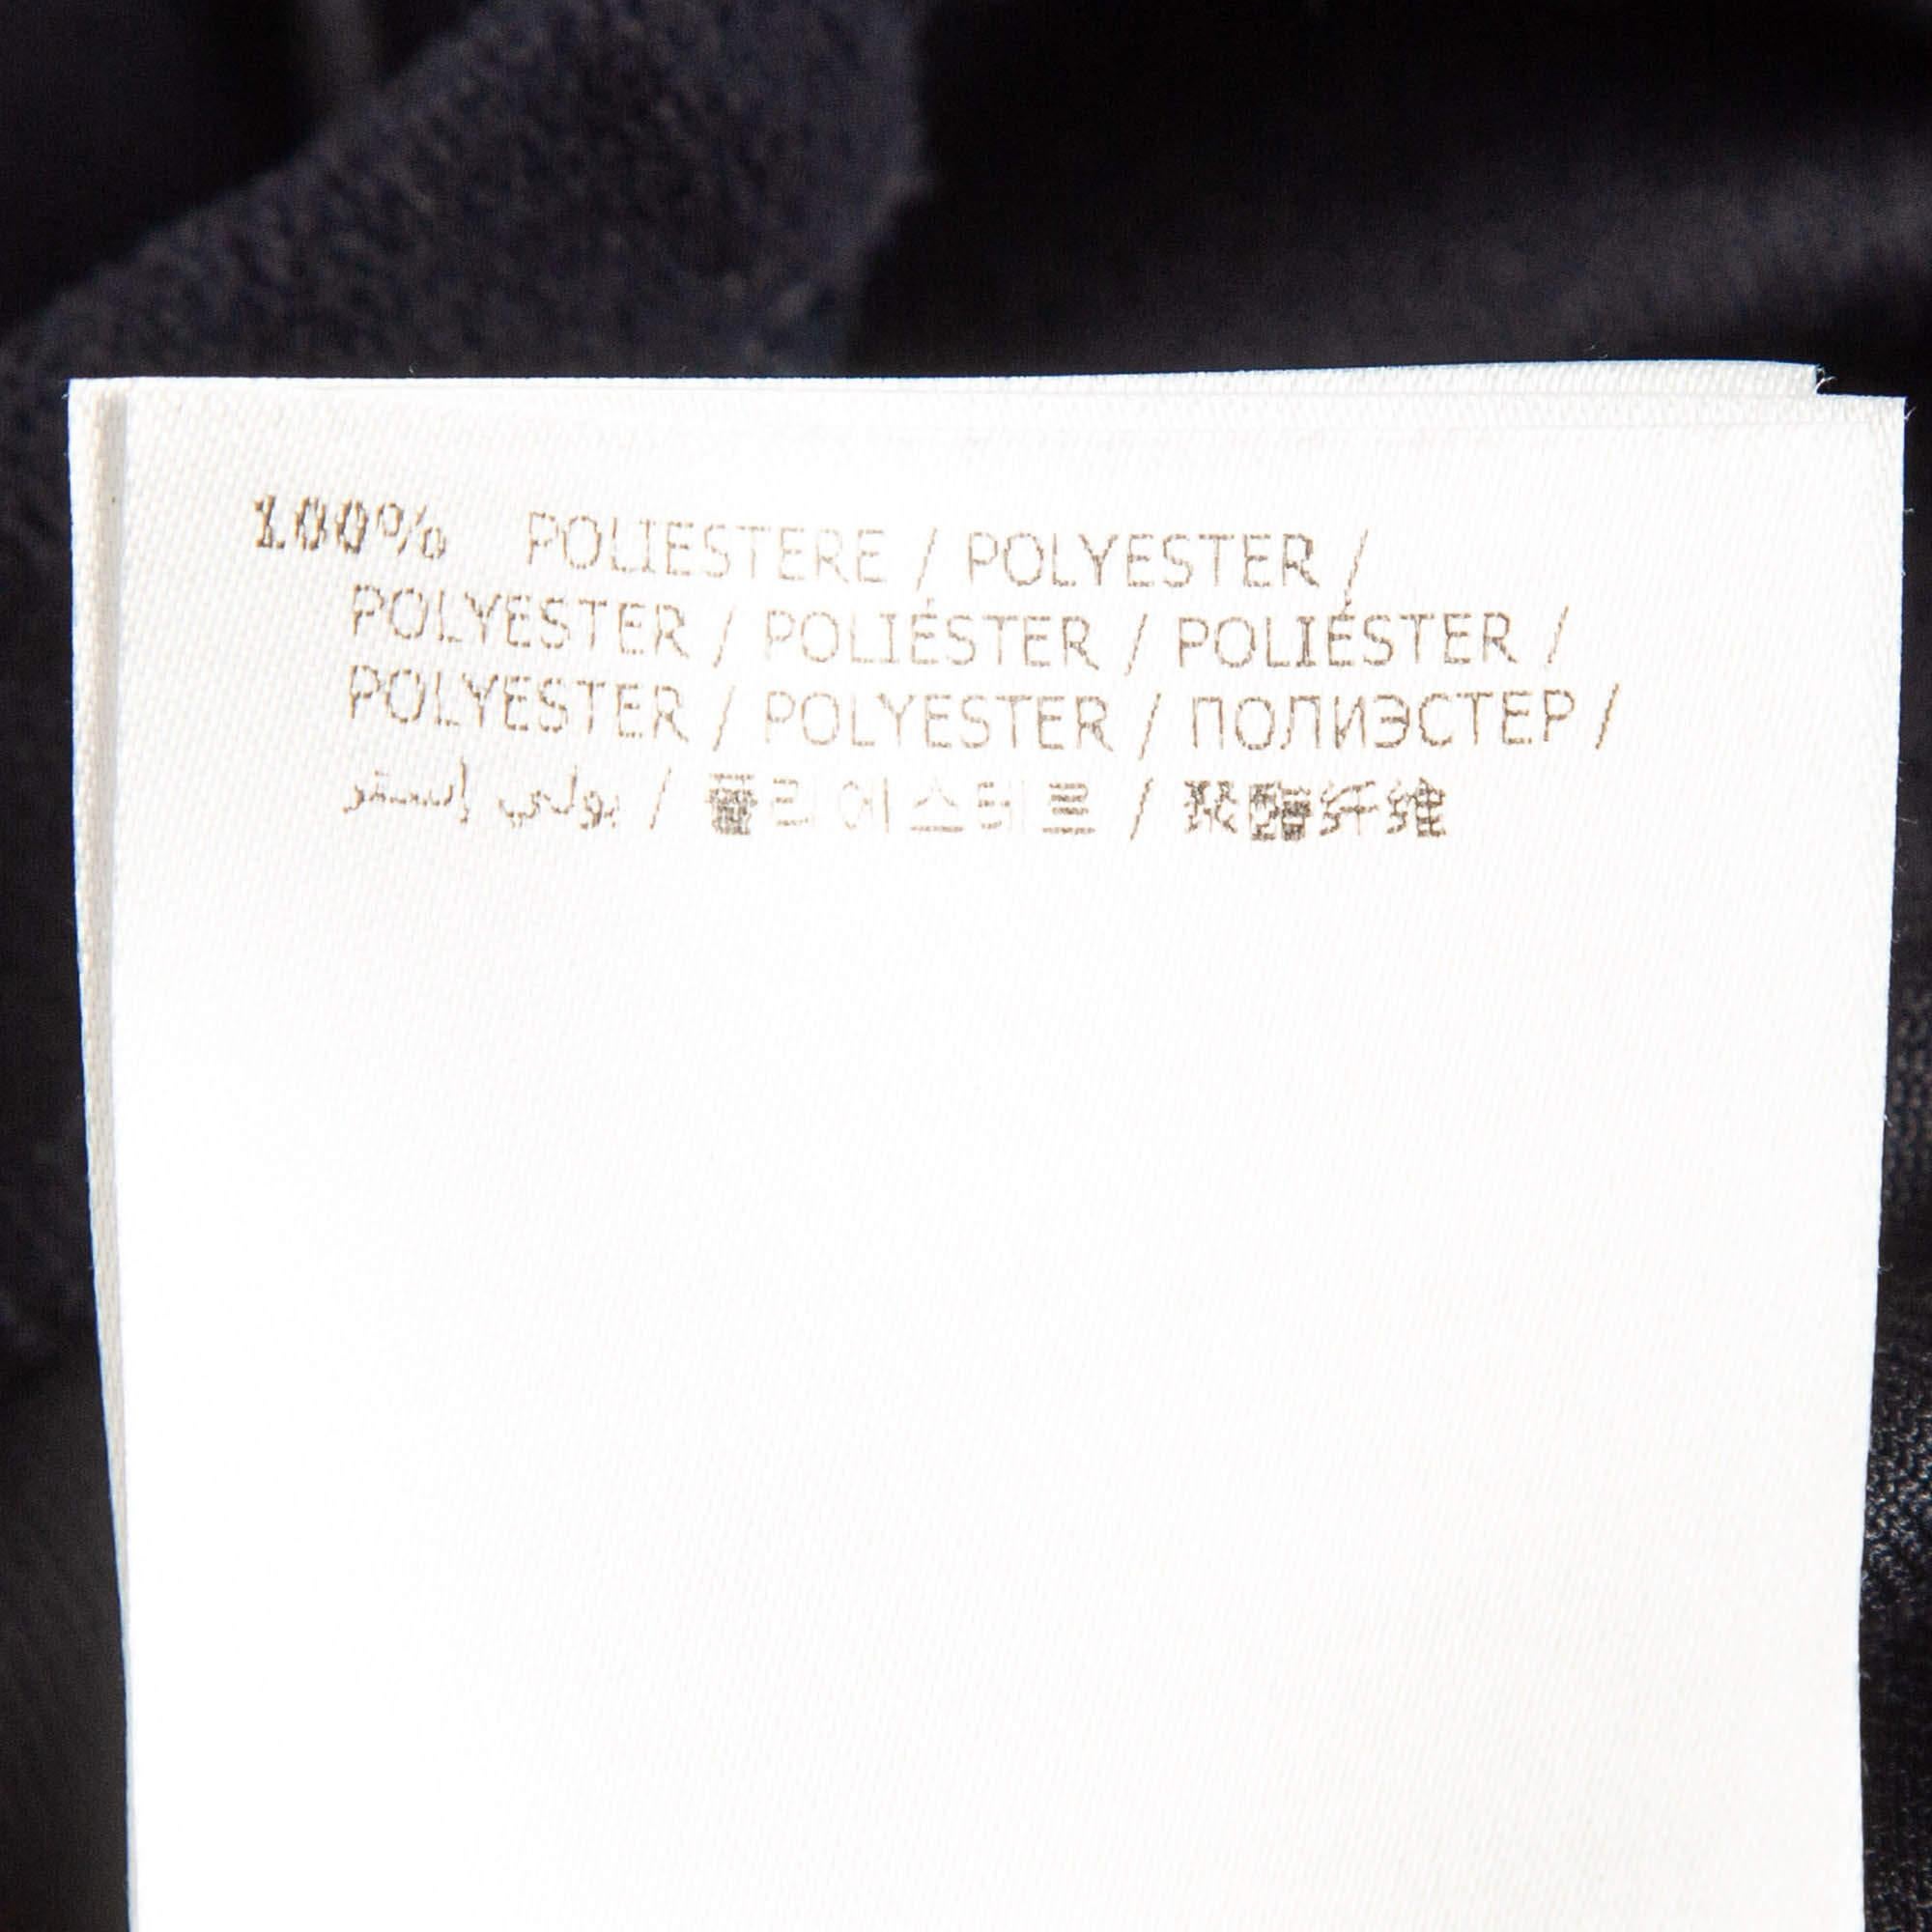 100% POLIESTERE / POLYESTER /
POLYESTER / POLIÉSTER / POLIÉSTER /
POLYESTER / POLYESTER / ПОЛИЭСТЕР /
بولي إستر / 폴리에스테르 / 聚酯纤维